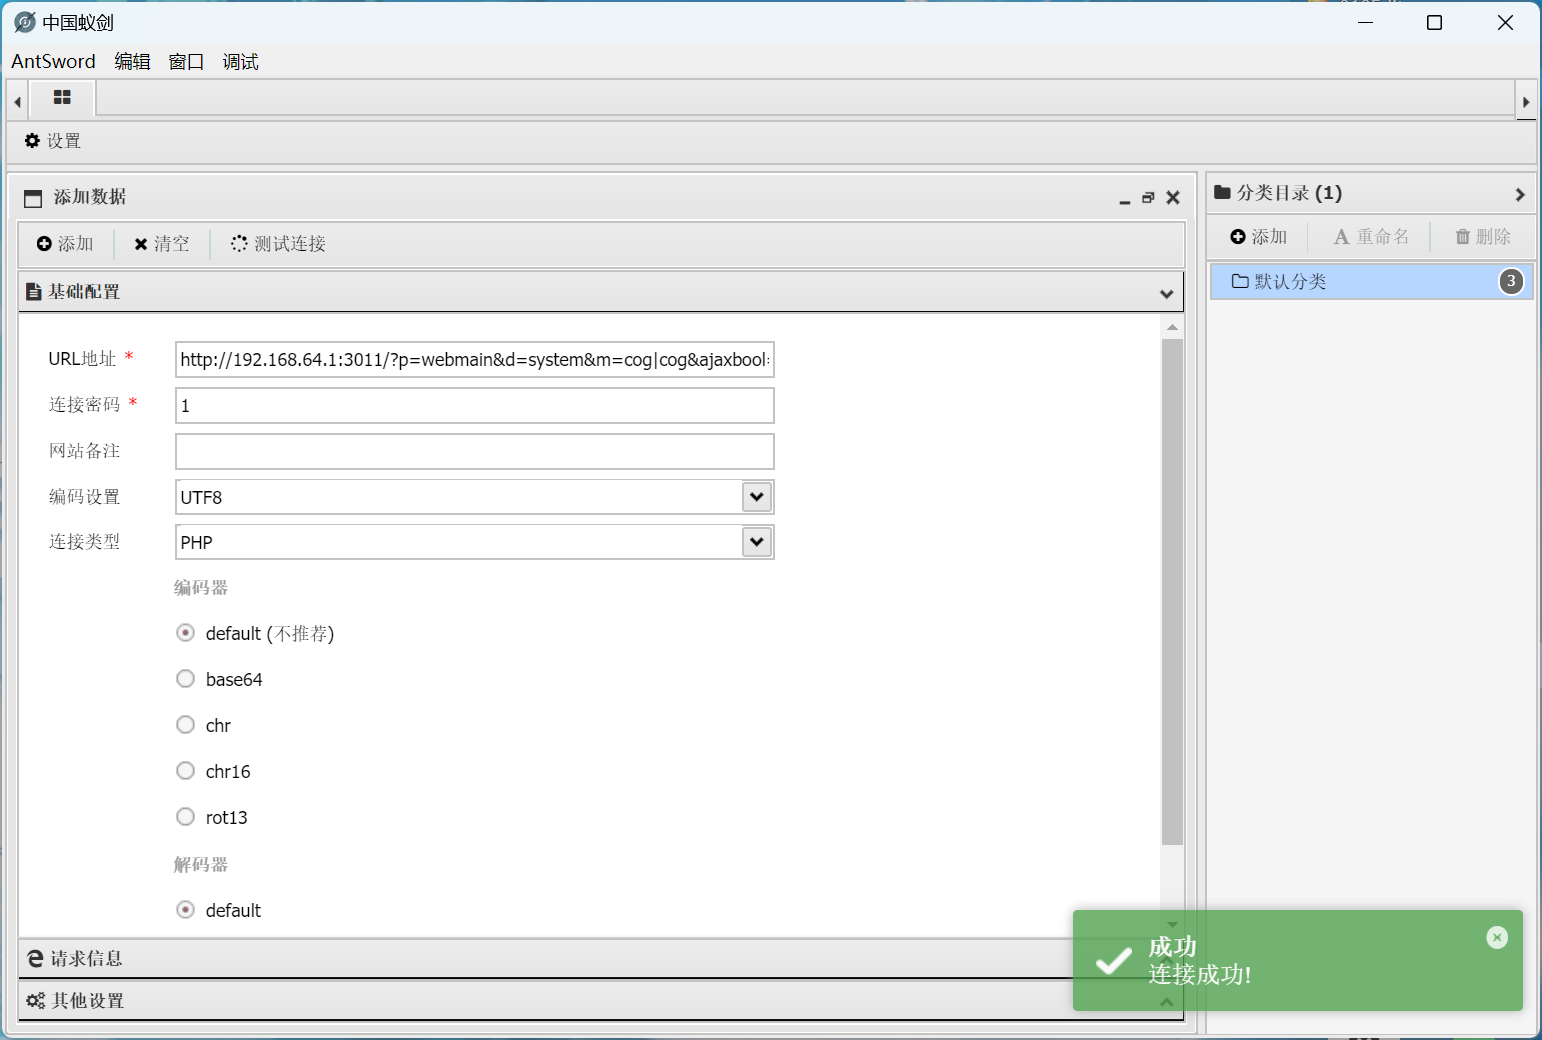 中国蚁剑
AntSword 编辑 窗口 调试
设置
添加数据
添加 清空 测试连接
基础配置
URL地址 * http://192.168.64.1:3011/?p=webmain&d=system&m=cog|cog&ajaxbool=
连接密码 * 1
网站备注
编码设置 UTF8
连接类型 PHP
编码器
default (不推荐)
base64
chr
chr16
rot13
解码器
default
请求信息
其他设置
分类目录 (1)
添加 重命名 删除
默认分类 3
成功
连接成功!